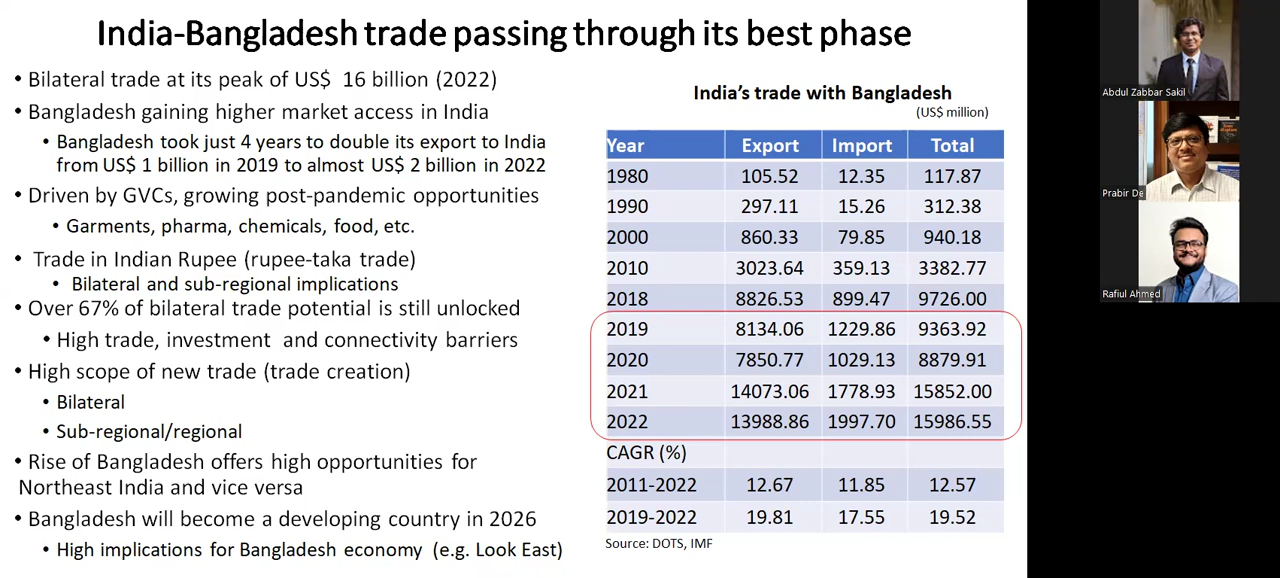 India-Bangladesh trade passing through its best phase
• Bilateral trade at its peak of US$ 16 billion (2022)
• Bangladesh gaining higher market access in India
• Bangladesh took just 4 years to double its export to India
from US$ 1 billion in 2019 to almost US$ 2 billion in 2022
• Driven by GVCs, growing post-pandemic opportunities
• Garments, pharma, chemicals, food, etc.
• Trade in Indian Rupee (rupee-taka trade)
• Bilateral and sub-regional implications
• Over 67% of bilateral trade potential is still unlocked
• High trade, investment and connectivity barriers
• High scope of new trade (trade creation)
• Bilateral
• Sub-regional/regional
• Rise of Bangladesh offers high opportunities for
Northeast India and vice versa
• Bangladesh will become a developing country in 2026
• High implications for Bangladesh economy (e.g. Look East)
India's trade with Bangladesh
(US$ million)
Year Export Import Total
1980 105.52 12.35 117.87
1990 297.11 15.26 312.38
2000 860.33 79.85 940.18
2010 3023.64 359.13 3382.77
2018 8826.53 899.47 9726.00
2019 8134.06 1229.86 9363.92
2020 7850.77 1029.13 8879.91
2021 14073.06 1778.93 15852.00
2022 13988.86 1997.70 15986.55
CAGR (%)
2011-2022 12.67 11.85 12.57
2019-2022 19.81 17.55 19.52
Source: DOTS, IMF
Abdul Zabbar Sakil
Prabir De
Rafiul Ahmed